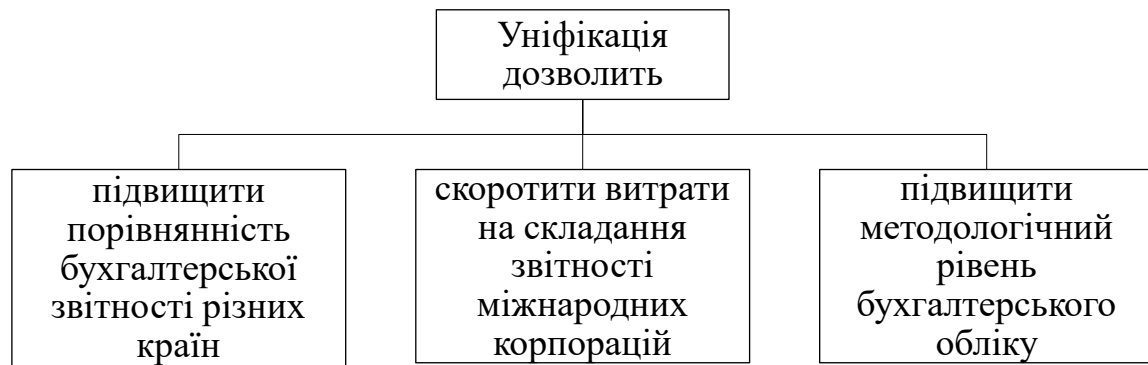 Уніфікація
дозволить
підвищити
порівнянність
бухгалтерської
звітності різних
країн
скоротити витрати
на складання
звітності
міжнародних
корпорацій
підвищити
методологічний
рівень
бухгалтерського
обліку